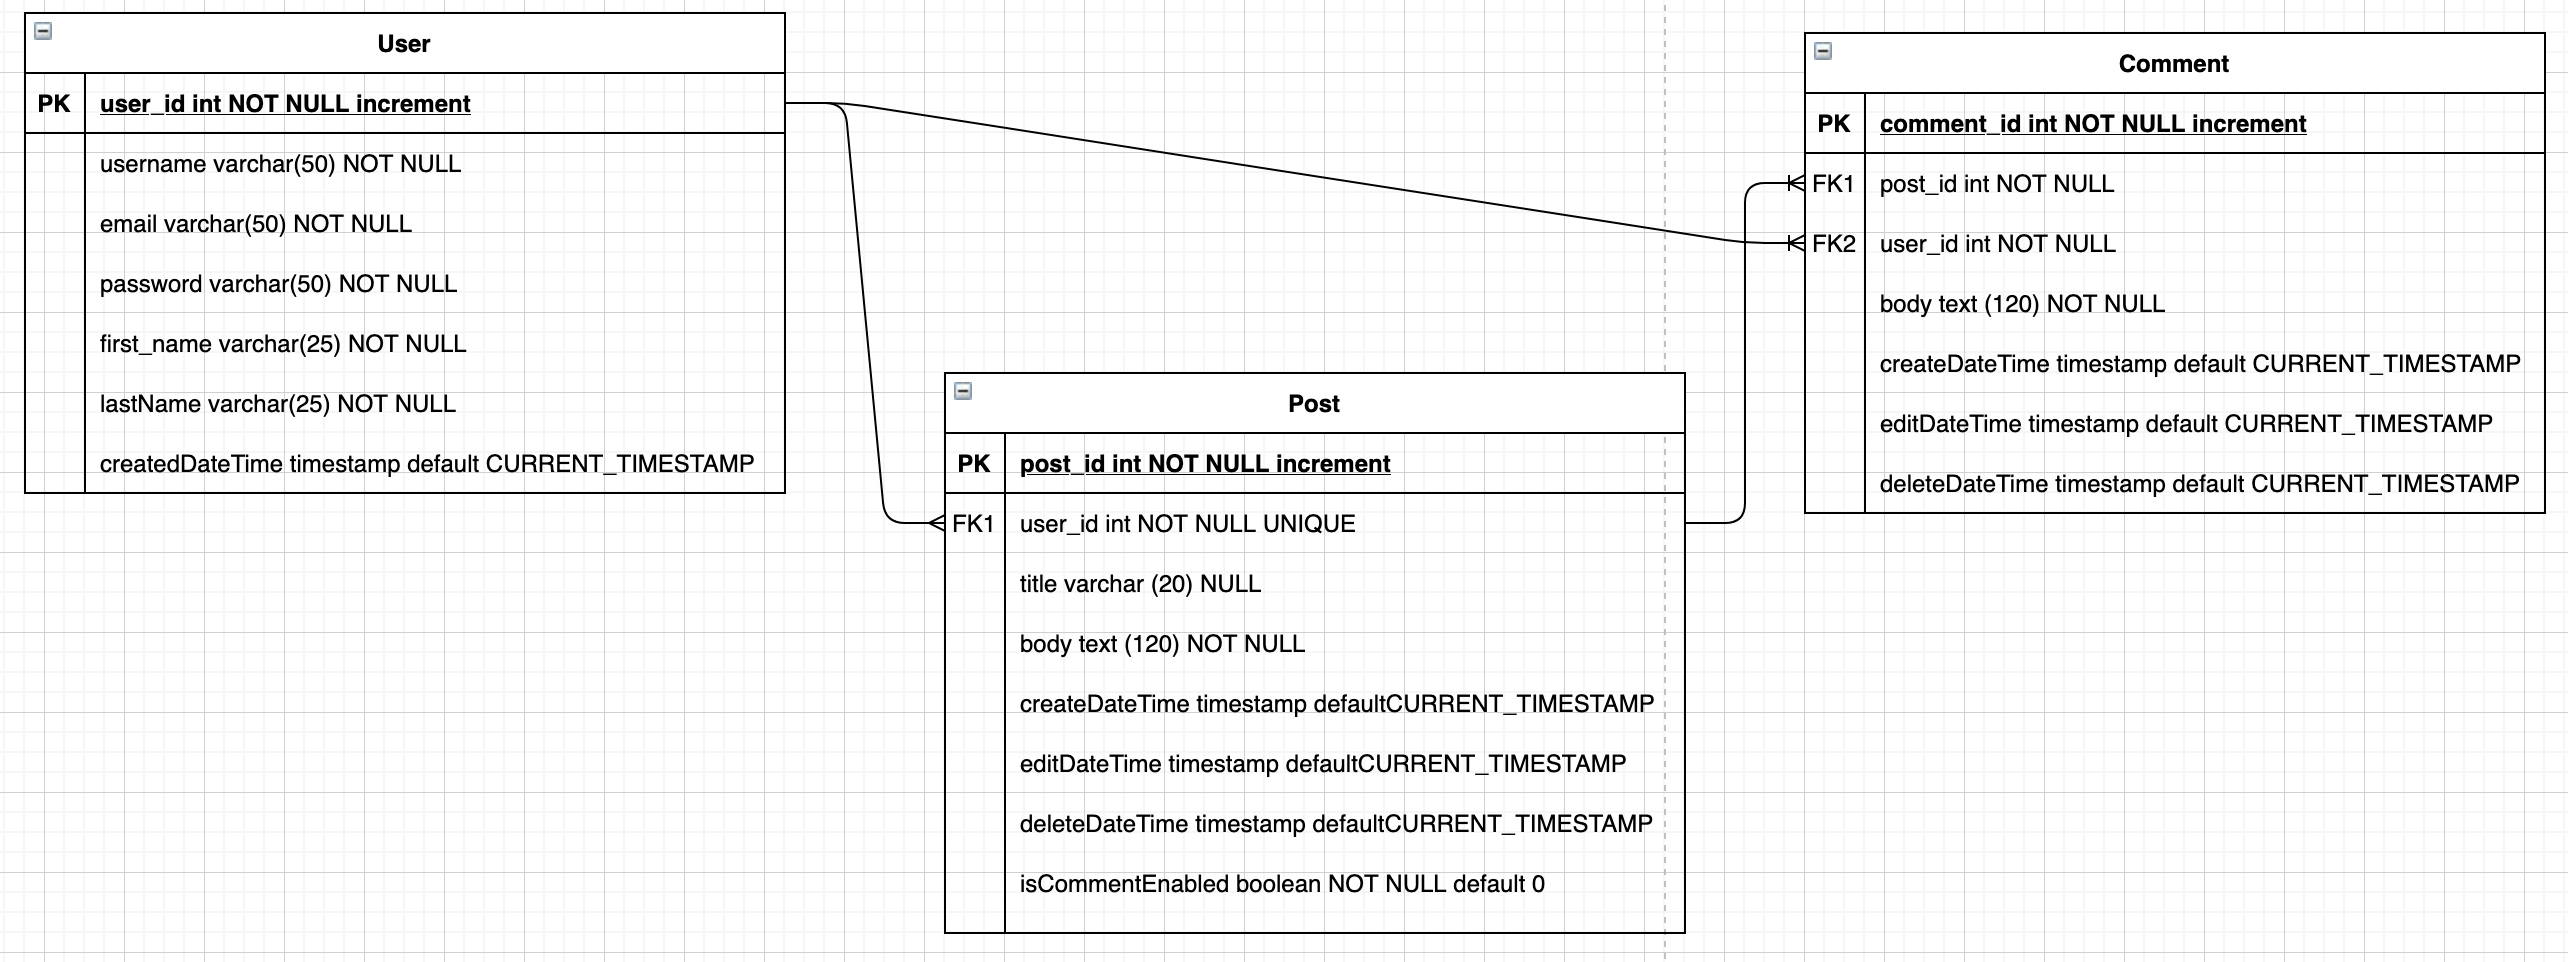 User
PK user_id int NOT NULL increment
username varchar(50) NOT NULL
email varchar(50) NOT NULL
password varchar(50) NOT NULL
first_name varchar(25) NOT NULL
lastName varchar(25) NOT NULL
createdDateTime timestamp default CURRENT_TIMESTAMP
Post
PK post_id int NOT NULL increment
FK1 user_id int NOT NULL UNIQUE
title varchar (20) NULL
body text (120) NOT NULL
createDateTime timestamp defaultCURRENT_TIMESTAMP
editDateTime timestamp defaultCURRENT_TIMESTAMP
deleteDateTime timestamp defaultCURRENT_TIMESTAMP
isCommentEnabled boolean NOT NULL default 0
Comment
PK comment_id int NOT NULL increment
FK1 post_id int NOT NULL
FK2 user_id int NOT NULL
body text (120) NOT NULL
createDateTime timestamp default CURRENT_TIMESTAMP
editDateTime timestamp default CURRENT_TIMESTAMP
deleteDateTime timestamp default CURRENT_TIMESTAMP